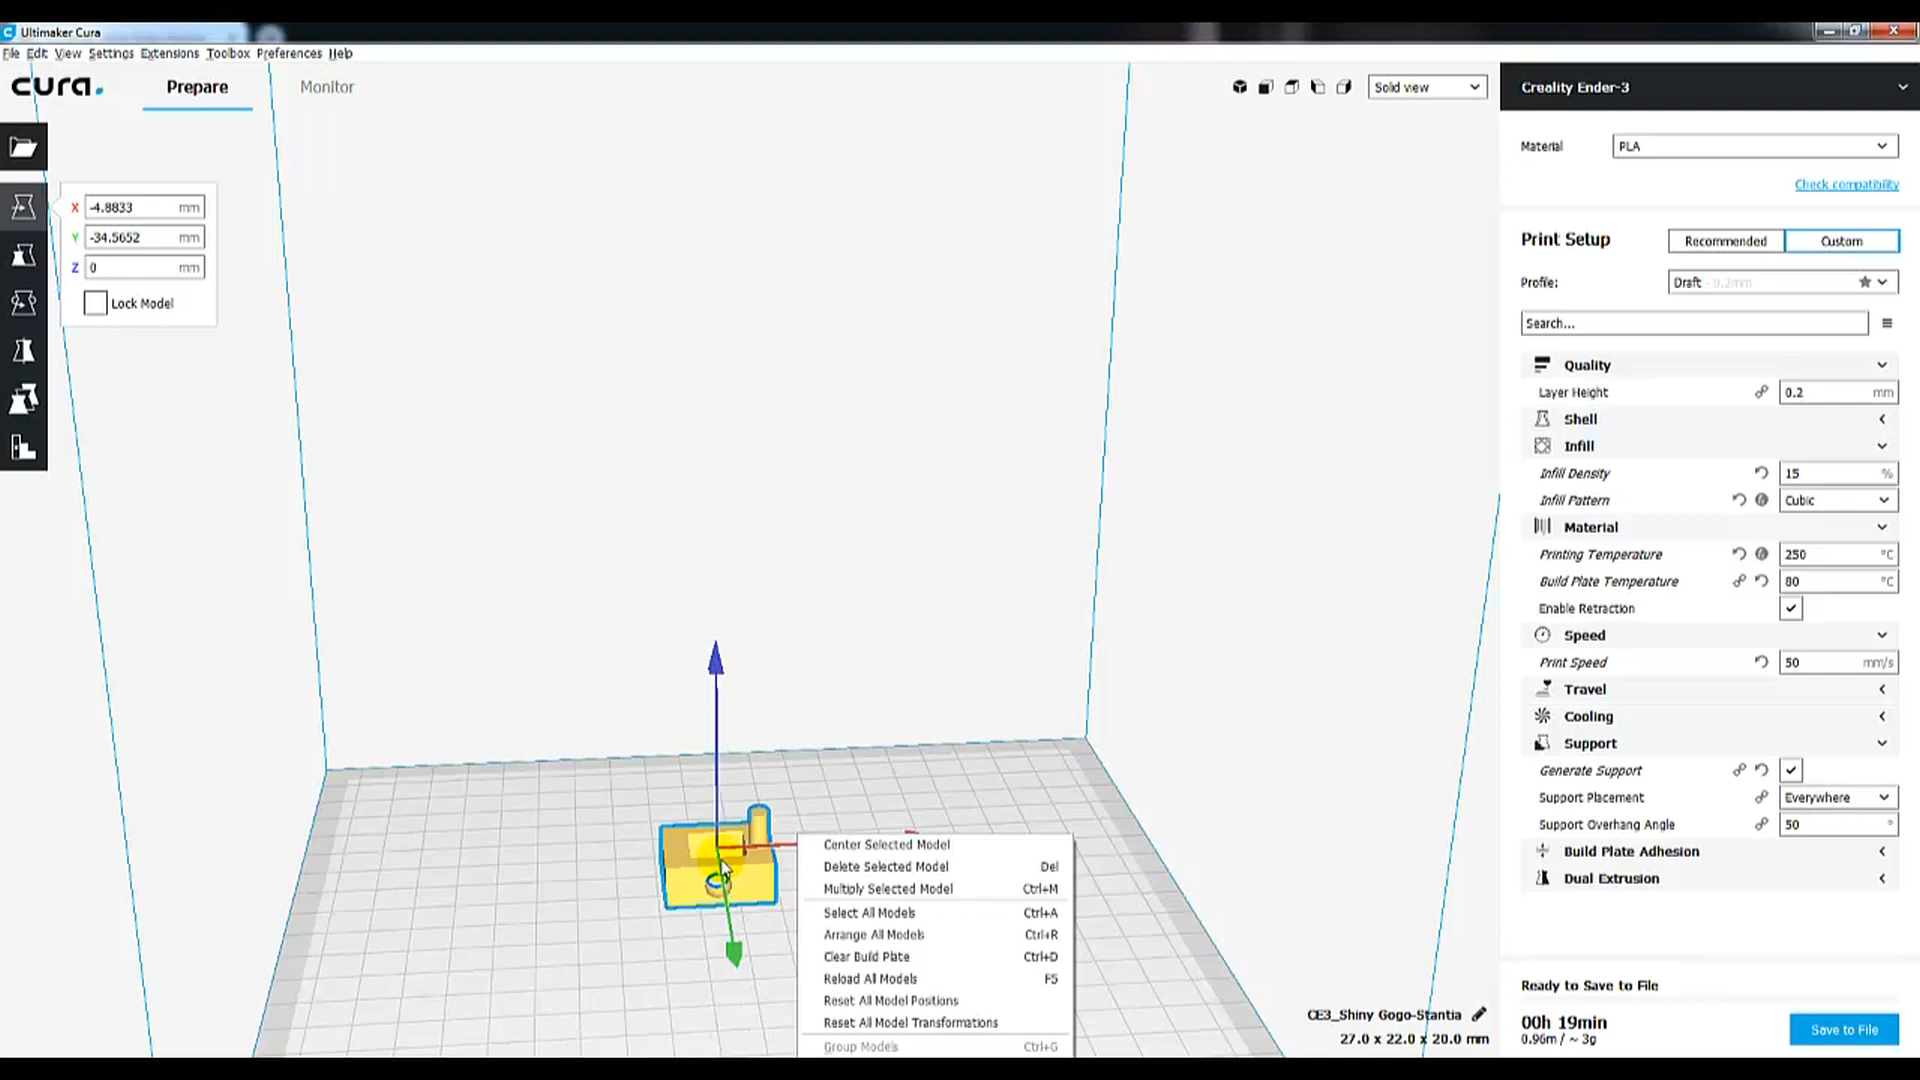 Ultimaker Cura
File Edit View Settings Extensions Toolbox Preferences Help
cura. Prepare Monitor Solid view Creality Ender-3
Material PLA
Check compatibility
X -4.8833 mm
Y -34.5652 mm
Z 0 mm
Lock Model
Print Setup Recommended Custom
Profile: Draft - 0.2mm
Search...
Quality
Layer Height 0.2 mm
Shell
Infill
Infill Density 15 %
Infill Pattern Cubic
Material
Printing Temperature 250 °C
Build Plate Temperature 80 °C
Enable Retraction
Speed
Print Speed 50 mm/s
Travel
Cooling
Support
Generate Support
Support Placement Everywhere
Support Overhang Angle 50 °
Build Plate Adhesion
Dual Extrusion
Center Selected Model
Delete Selected Model Del
Multiply Selected Model Ctrl+M
Select All Models Ctrl+A
Arrange All Models Ctrl+R
Clear Build Plate Ctrl+D
Reload All Models F5
Reset All Model Positions
Reset All Model Transformations
Group Models Ctrl+G
CE3_Shiny Gogo-Stantia
27.0 x 22.0 x 20.0 mm
Ready to Save to File
00h 19min
0.96m / ~ 3g
Save to File